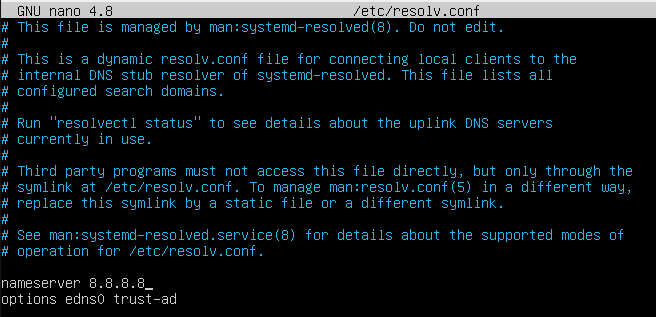 GNU nano 4.8 /etc/resolv.conf
# This file is managed by man:systemd-resolved(8). Do not edit.
#
# This is a dynamic resolv.conf file for connecting local clients to the
# internal DNS stub resolver of systemd-resolved. This file lists all
# configured search domains.
#
# Run "resolvectl status" to see details about the uplink DNS servers
# currently in use.
#
# Third party programs must not access this file directly, but only through the
# symlink at /etc/resolv.conf. To manage man:resolv.conf(5) in a different way,
# replace this symlink by a static file or a different symlink.
#
# See man:systemd-resolved.service(8) for details about the supported modes of
# operation for /etc/resolv.conf.

nameserver 8.8.8.8
options edns0 trust-ad